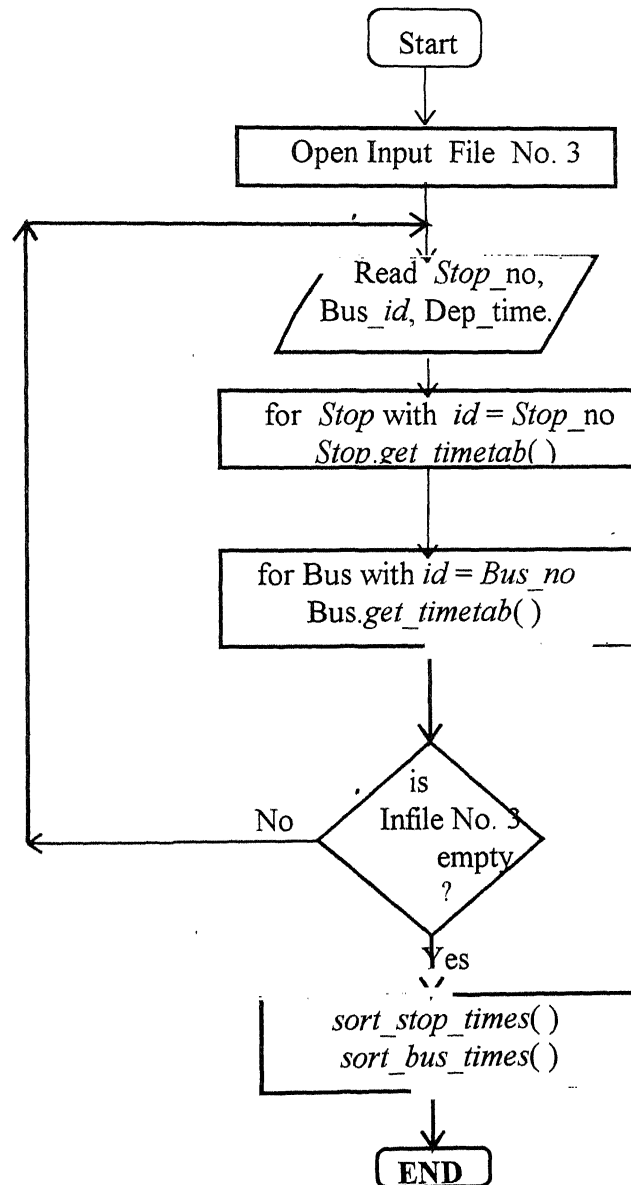 Start
Open Input File No. 3
Read Stop_no,
Bus_id, Dep_time.
for Stop with id = Stop_no
Stop.get_timetab( )
for Bus with id = Bus_no
Bus.get_timetab( )
is
No
Infile No. 3
empty
?
Yes
sort_stop_times( )
sort_bus_times( )
END